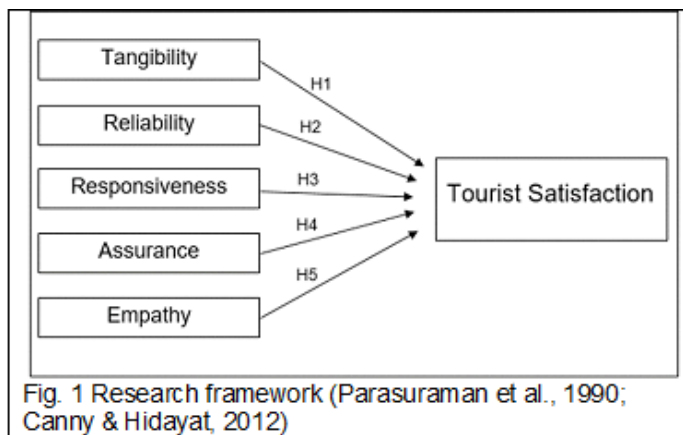 Tangibility
H1
Reliability
H2
Responsiveness
H3
Tourist Satisfaction
Assurance
H4
Empathy
H5
Fig. 1 Research framework (Parasuraman et al., 1990;
Canny & Hidayat, 2012)